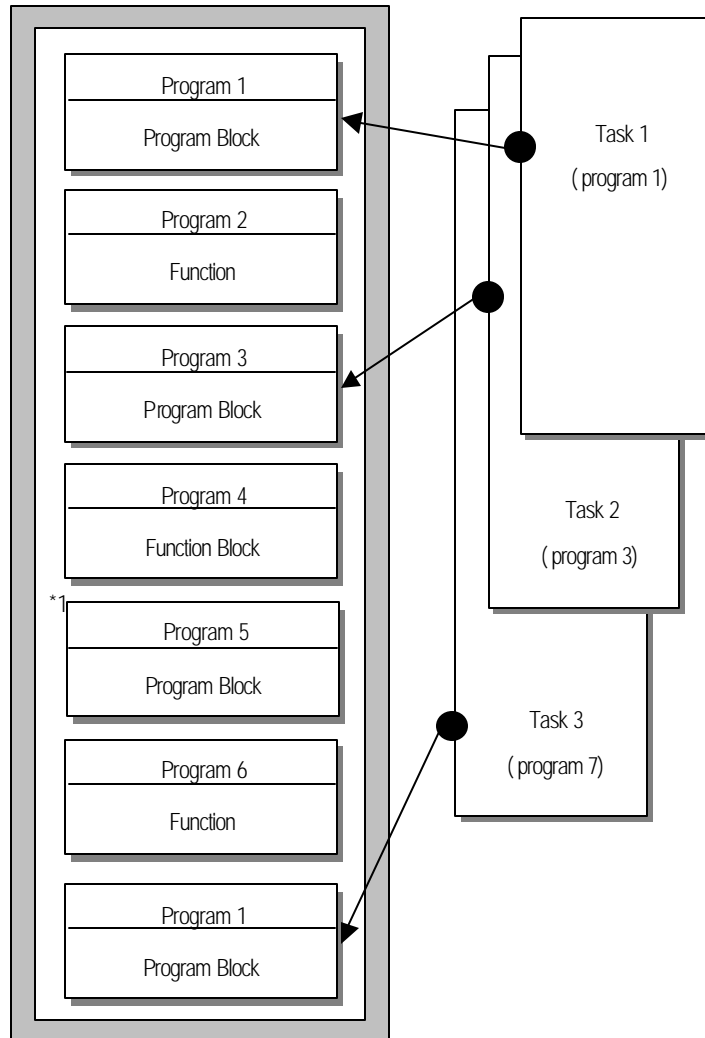 Program 1
Program Block
Program 2
Function
Program 3
Program Block
Program 4
Function Block
*1
Program 5
Program Block
Program 6
Function
Program 1
Program Block
Task 1
( program 1)
Task 2
( program 3)
Task 3
( program 7)